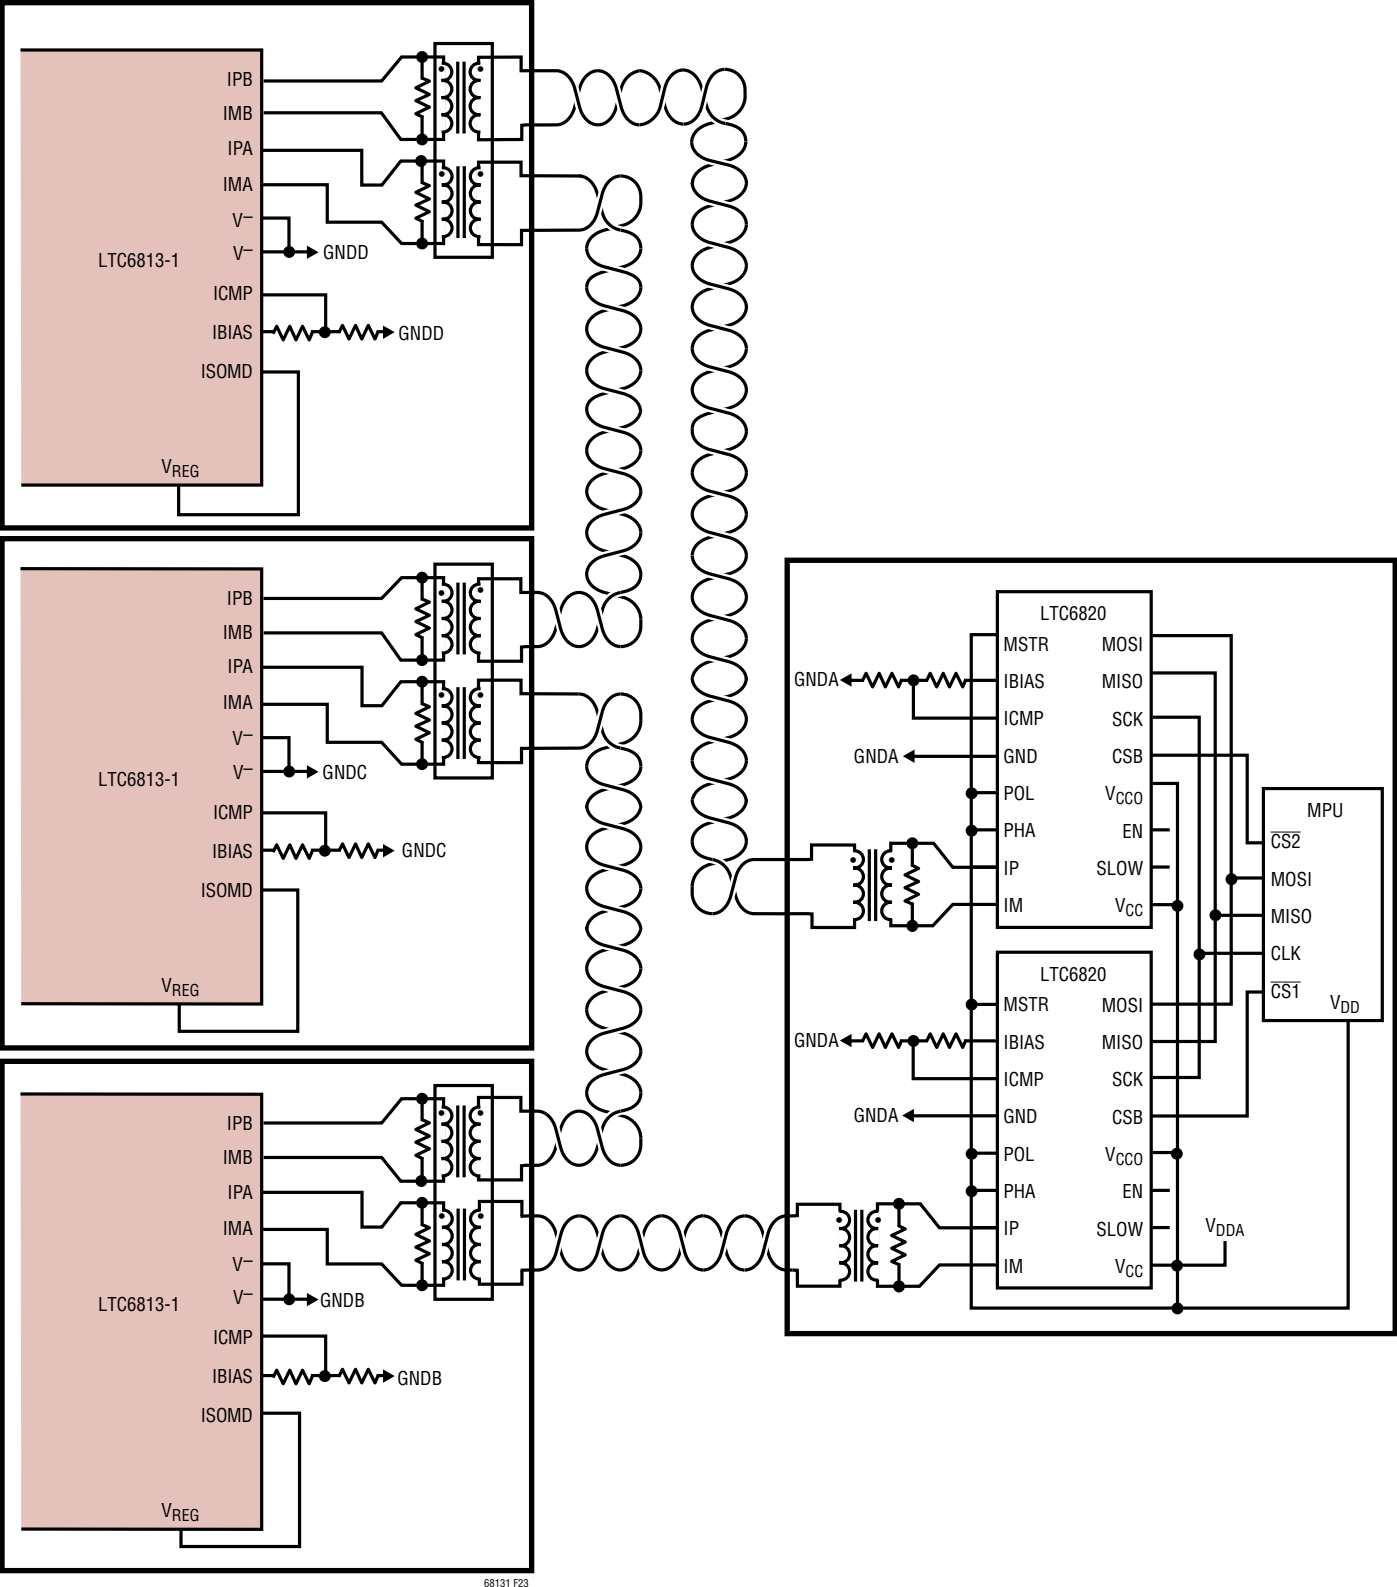 IPB
IMB
IPA
IMA
V–
V–
GNDD
LTC6813-1
ICMP
IBIAS
GNDD
ISOMD
VREG
IPB
IMB
IPA
IMA
V–
V–
GNDC
LTC6813-1
ICMP
IBIAS
GNDC
ISOMD
VREG
IPB
IMB
IPA
IMA
V–
V–
GNDB
LTC6813-1
ICMP
IBIAS
GNDB
ISOMD
VREG
LTC6820
MSTR MOSI
GNDA IBIAS MISO
ICMP SCK
GNDA GND CSB
POL VCCO
PHA EN
IP SLOW
IM VCC
MPU
CS2
MOSI
MISO
CLK
CS1
VDD
LTC6820
MSTR MOSI
GNDA IBIAS MISO
ICMP SCK
GNDA GND CSB
POL VCCO
PHA EN
IP SLOW
VDDA
IM VCC
68131 F23